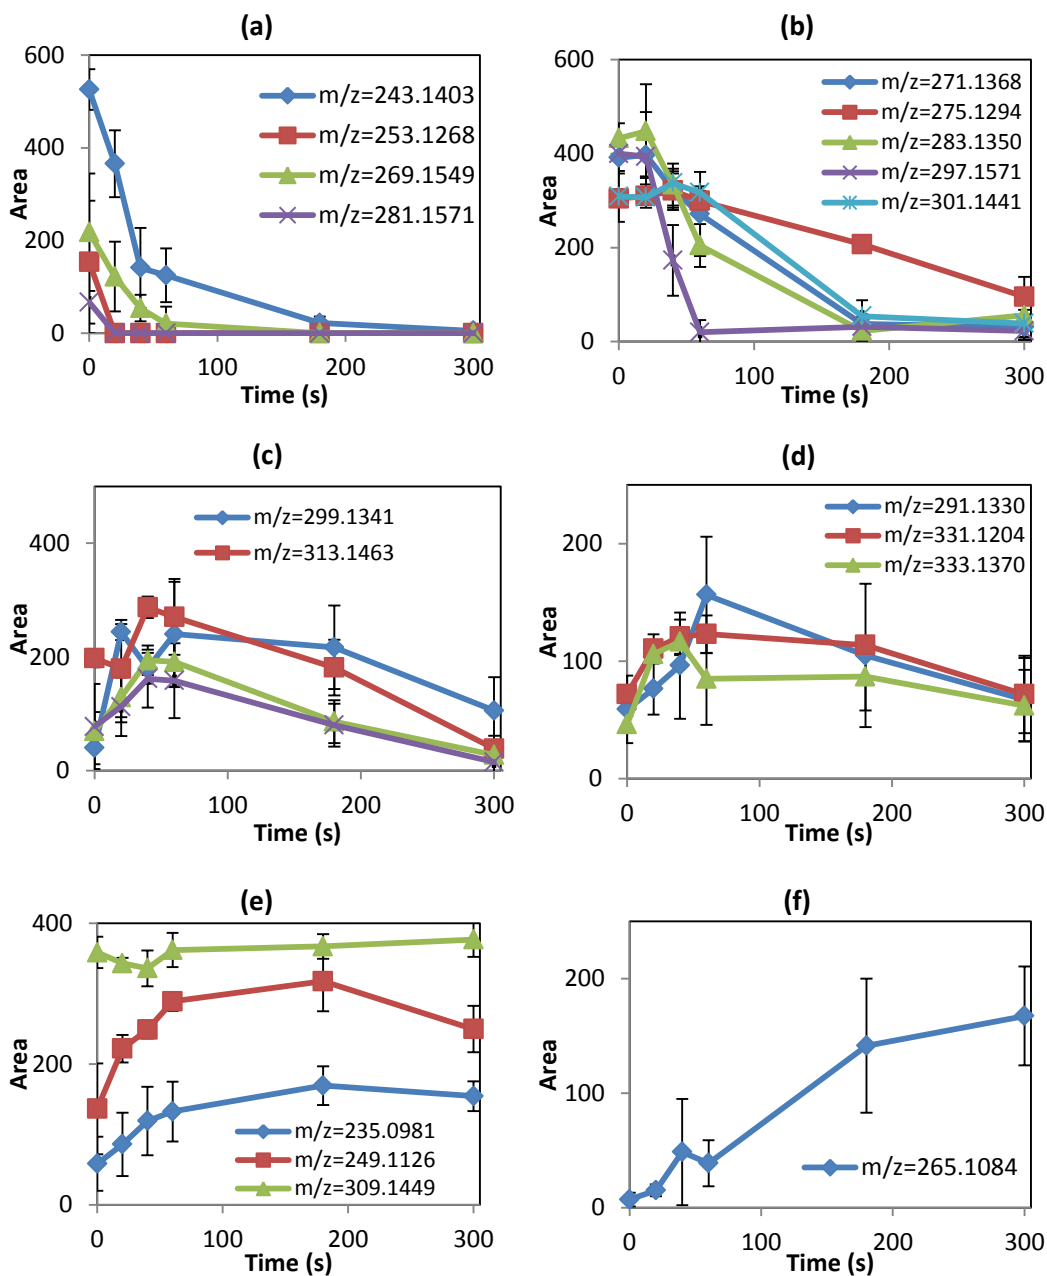 (a)
600
400
200
0
Area
m/z=243.1403
m/z=253.1268
m/z=269.1549
m/z=281.1571
0 100 200 300
Time (s)
(b)
600
400
200
0
Area
m/z=271.1368
m/z=275.1294
m/z=283.1350
m/z=297.1571
m/z=301.1441
0 100 200 300
Time (s)
(c)
400
200
0
Area
m/z=299.1341
m/z=313.1463
0 100 200 300
Time (s)
(d)
200
100
0
Area
m/z=291.1330
m/z=331.1204
m/z=333.1370
0 100 200 300
Time (s)
(e)
400
200
0
Area
m/z=235.0981
m/z=249.1126
m/z=309.1449
0 100 200 300
Time (s)
(f)
200
100
0
Area
m/z=265.1084
0 100 200 300
Time (s)